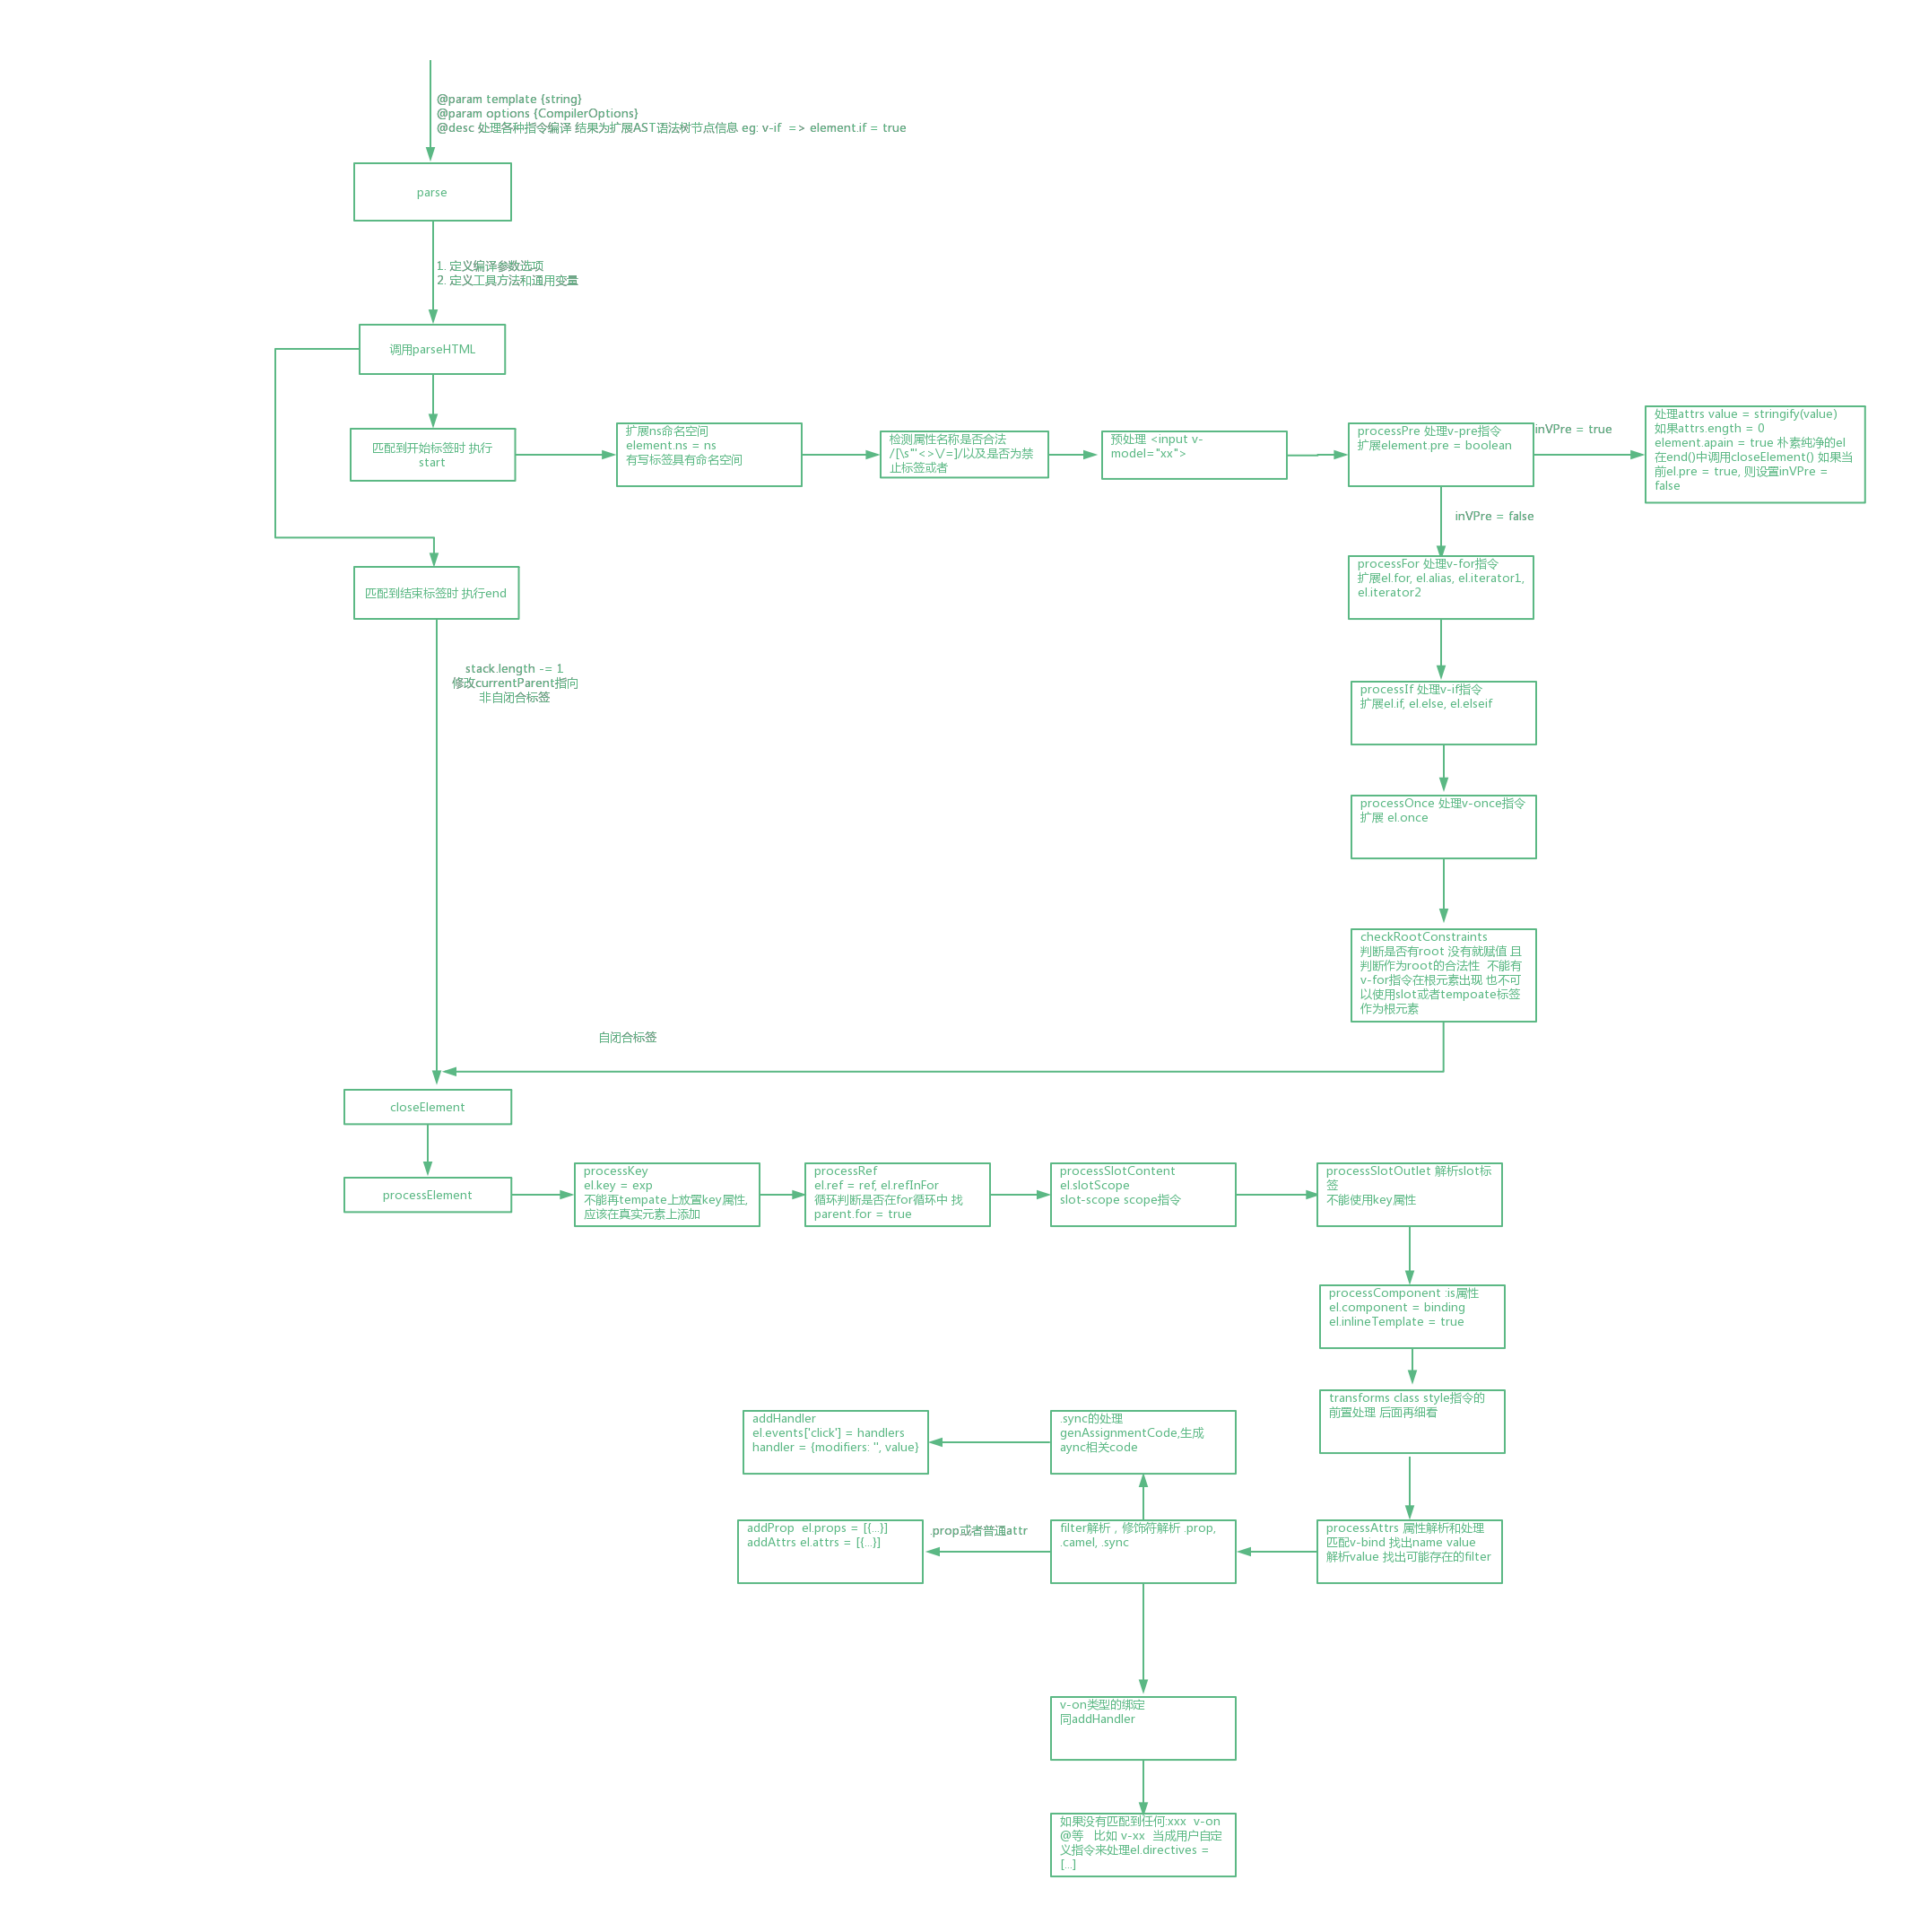 @param template {string}
@param options {CompilerOptions}
@desc 处理各种指令编译 结果为扩展AST语法树节点信息 eg: v-if => element.if = true
parse
1. 定义编译参数选项
2. 定义工具方法和通用变量
调用parseHTML
匹配到开始标签时 执行
start
扩展ns命名空间
element.ns = ns
有写标签具有命名空间
检测属性名称是否合法
/[\s"'<>\/=]/以及是否为禁
止标签或者
预处理 <input v-
model="xx">
processPre 处理v-pre指令
扩展element.pre = boolean
inVPre = true
处理attrs value = stringify(value)
如果attrs.ength = 0
element.apain = true 朴素纯净的el
在end()中调用closeElement() 如果当
前el.pre = true, 则设置inVPre =
false
inVPre = false
processFor 处理v-for指令
扩展el.for, el.alias, el.iterator1,
el.iterator2
匹配到结束标签时 执行end
stack.length -= 1
修改currentParent指向
非自闭合标签
processIf 处理v-if指令
扩展el.if, el.else, el.elseif
processOnce 处理v-once指令
扩展 el.once
checkRootConstraints
判断是否有root 没有就赋值 且
判断作为root的合法性 不能有
v-for指令在根元素出现 也不可
以使用slot或者tempoate标签
作为根元素
自闭合标签
closeElement
processElement
processKey
el.key = exp
不能再tempate上放置key属性,
应该在真实元素上添加
processRef
el.ref = ref, el.refInFor
循环判断是否在for循环中 找
parent.for = true
processSlotContent
el.slotScope
slot-scope scope指令
processSlotOutlet 解析slot标
签
不能使用key属性
processComponent :is属性
el.component = binding
el.inlineTemplate = true
transforms class style指令的
前置处理 后面再细看
addHandler
el.events['click'] = handlers
handler = {modifiers: '', value}
.sync的处理
genAssignmentCode,生成
aync相关code
addProp el.props = [{...}]
addAttrs el.attrs = [{...}]
.prop或者普通attr
filter解析，修饰符解析 .prop,
.camel, .sync
processAttrs 属性解析和处理
匹配v-bind 找出name value
解析value 找出可能存在的filter
v-on类型的绑定
同addHandler
如果没有匹配到任何:xxx v-on
@等 比如 v-xx 当成用户自定
义指令来处理el.directives =
[...]